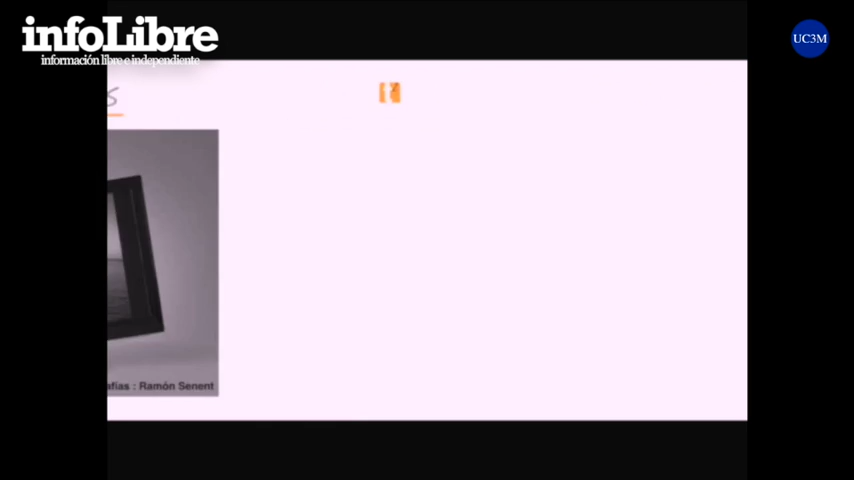 infoLibre
información libre e independiente
UC3M
s
afías : Ramón Senent